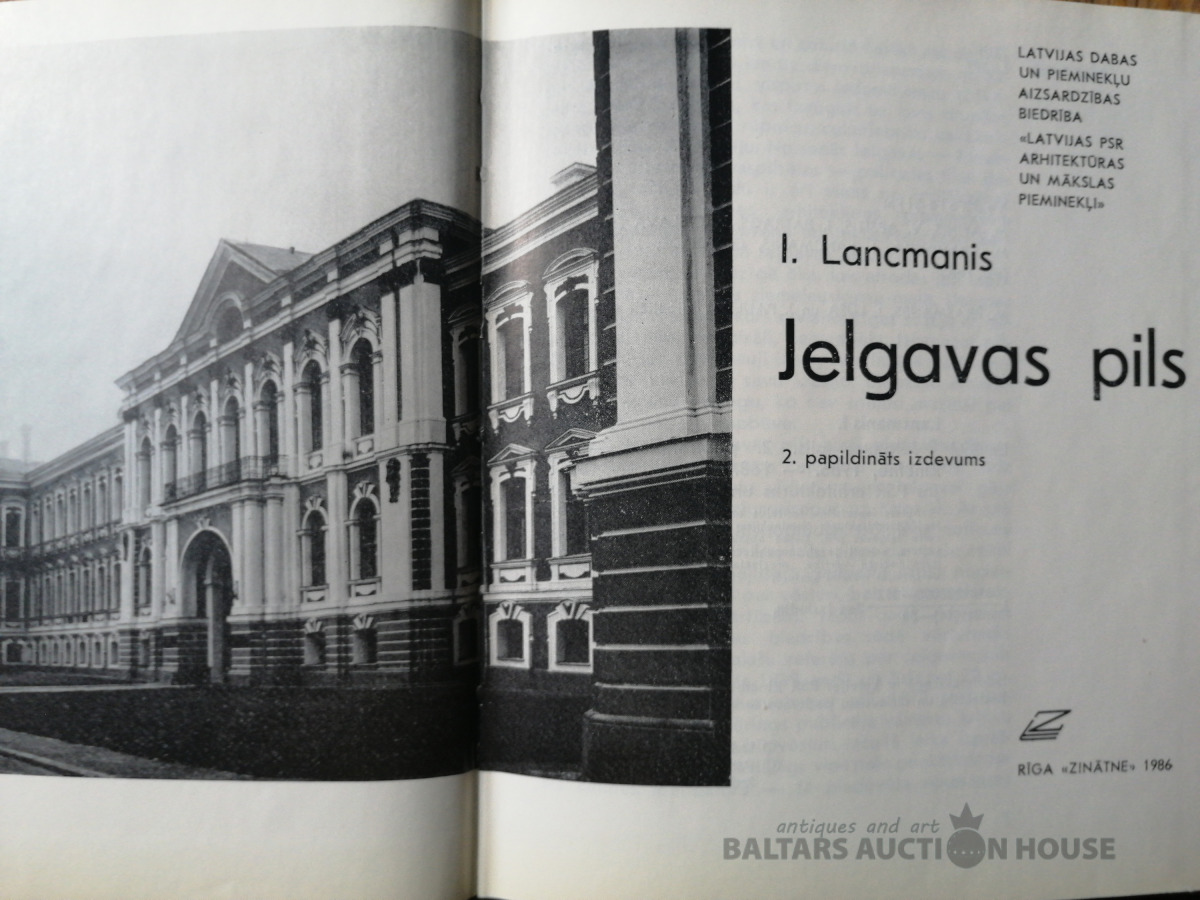 LATVIJAS DABAS
UN PIEMINEKĻU
AIZSARDZĪBAS
BIEDRĪBA
«LATVIJAS PSR
ARHITEKTŪRAS
UN MĀKSLAS
PIEMINEKĻI»
I. Lancmanis
Jelgavas pils
2. papildināts izdevums
RĪGA «ZINĀTNE» 1986
antiques and art
BALTARS AUCTION HOUSE